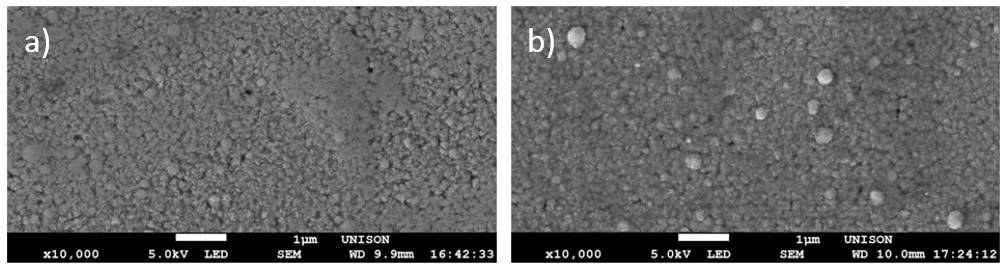 a)
1µm UNISON
x10,000 5.0kV LED SEM WD 9.9mm 16:42:33
b)
1µm UNISON
x10,000 5.0kV LED SEM WD 10.0mm 17:24:12